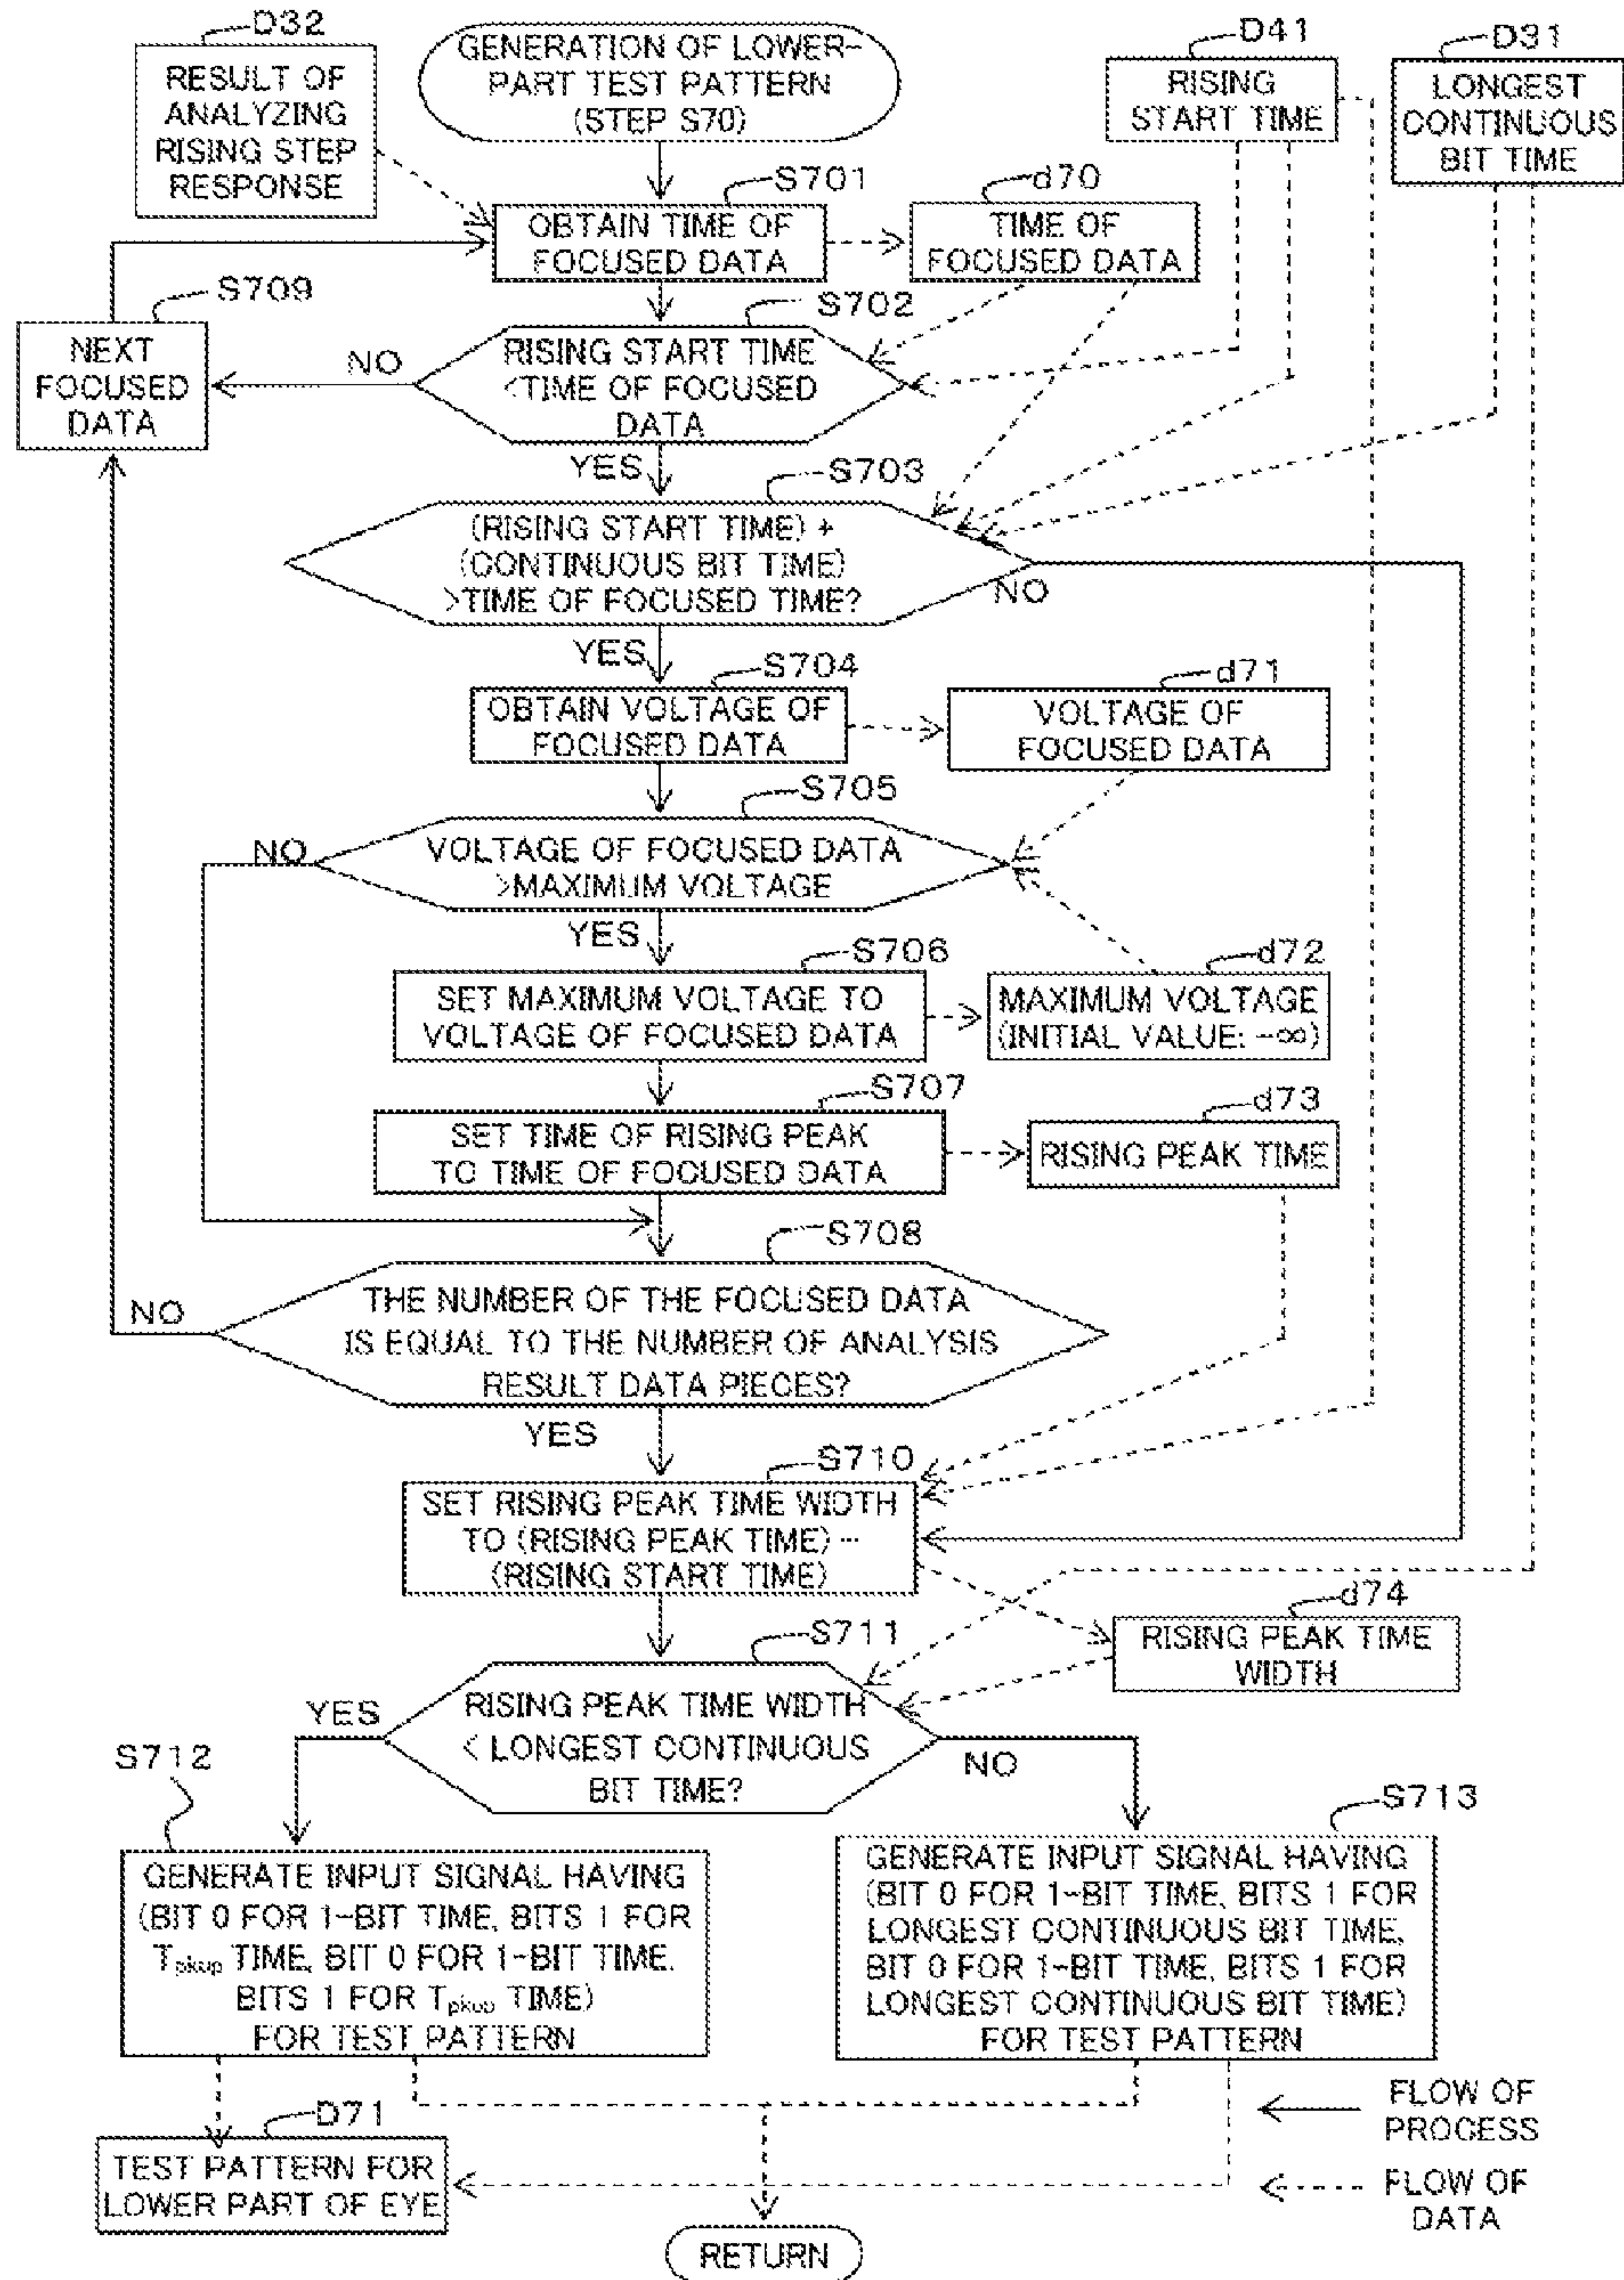 D32
RESULT OF
ANALYZING
RISING STEP
RESPONSE
GENERATION OF LOWER-
PART TEST PATTERN
(STEP S70)
D41
RISING
START TIME
D31
LONGEST
CONTINUOUS
BIT TIME
S701
OBTAIN TIME OF
FOCUSED DATA
d70
TIME OF
FOCUSED DATA
S709
NEXT
FOCUSED
DATA
S702
RISING START TIME
<TIME OF FOCUSED
DATA
NO
YES
S703
(RISING START TIME) +
(CONTINUOUS BIT TIME)
>TIME OF FOCUSED TIME?
NO
YES
S704
OBTAIN VOLTAGE OF
FOCUSED DATA
d71
VOLTAGE OF
FOCUSED DATA
S705
VOLTAGE OF FOCUSED DATA
>MAXIMUM VOLTAGE
NO
YES
S706
SET MAXIMUM VOLTAGE TO
VOLTAGE OF FOCUSED DATA
d72
MAXIMUM VOLTAGE
(INITIAL VALUE: -∞)
S707
SET TIME OF RISING PEAK
TO TIME OF FOCUSED DATA
d73
RISING PEAK TIME
S708
THE NUMBER OF THE FOCUSED DATA
IS EQUAL TO THE NUMBER OF ANALYSIS
RESULT DATA PIECES?
NO
YES
S710
SET RISING PEAK TIME WIDTH
TO (RISING PEAK TIME) -
(RISING START TIME)
d74
RISING PEAK TIME
WIDTH
S711
RISING PEAK TIME WIDTH
< LONGEST CONTINUOUS
BIT TIME?
YES
NO
S712
GENERATE INPUT SIGNAL HAVING
(BIT 0 FOR 1-BIT TIME, BITS 1 FOR
Tpkup TIME, BIT 0 FOR 1-BIT TIME,
BITS 1 FOR Tpkup TIME)
FOR TEST PATTERN
S713
GENERATE INPUT SIGNAL HAVING
(BIT 0 FOR 1-BIT TIME, BITS 1 FOR
LONGEST CONTINUOUS BIT TIME,
BIT 0 FOR 1-BIT TIME, BITS 1 FOR
LONGEST CONTINUOUS BIT TIME)
FOR TEST PATTERN
D71
TEST PATTERN FOR
LOWER PART OF EYE
FLOW OF
PROCESS
FLOW OF
DATA
RETURN